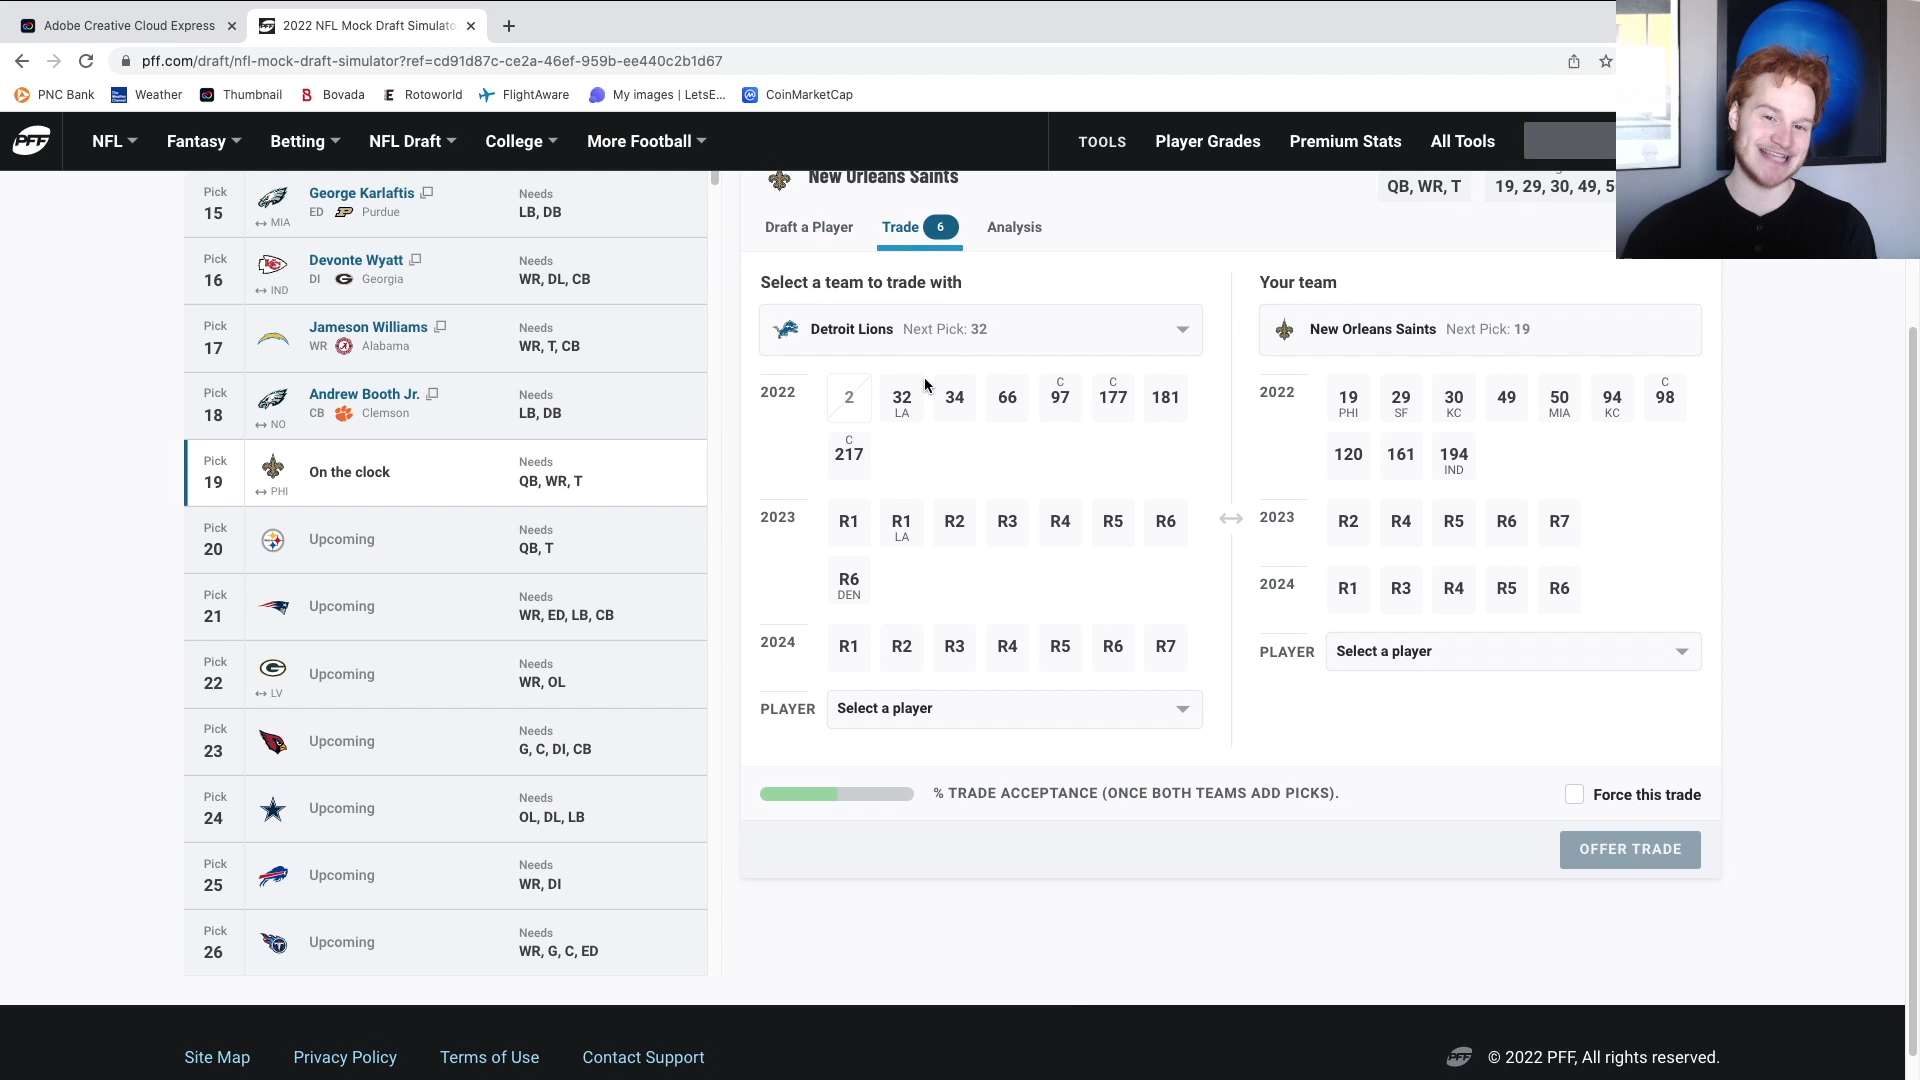 Adobe Creative Cloud Express
2022 NFL Mock Draft Simulato
pff.com/draft/nfl-mock-draft-simulator?ref=cd91d87c-ce2a-46ef-959b-ee440c2b1d67
PNC Bank Weather Thumbnail Bovada Rotoworld FlightAware My images | LetsE... CoinMarketCap
PFF NFL Fantasy Betting NFL Draft College More Football TOOLS Player Grades Premium Stats All Tools
Pick 15
MIA
George Karlaftis
ED Purdue
Needs
LB, DB
Pick 16
IND
Devonte Wyatt
DI Georgia
Needs
WR, DL, CB
Pick 17
Jameson Williams
WR Alabama
Needs
WR, T, CB
Pick 18
NO
Andrew Booth Jr.
CB Clemson
Needs
LB, DB
Pick 19
PHI
On the clock
Needs
QB, WR, T
Pick 20
Upcoming
Needs
QB, T
Pick 21
Upcoming
Needs
WR, ED, LB, CB
Pick 22
LV
Upcoming
Needs
WR, OL
Pick 23
Upcoming
Needs
G, C, DI, CB
Pick 24
Upcoming
Needs
OL, DL, LB
Pick 25
Upcoming
Needs
WR, DI
Pick 26
Upcoming
Needs
WR, G, C, ED
New Orleans Saints
QB, WR, T 19, 29, 30, 49, 5
Draft a Player Trade 6 Analysis
Select a team to trade with
Detroit Lions Next Pick: 32
2022
2 32 LA 34 66 C 97 C 177 181
C 217
2023
R1 R1 LA R2 R3 R4 R5 R6
R6 DEN
2024
R1 R2 R3 R4 R5 R6 R7
PLAYER Select a player
Your team
New Orleans Saints Next Pick: 19
2022
19 PHI 29 SF 30 KC 49 50 MIA 94 KC C 98
120 161 194 IND
2023
R2 R4 R5 R6 R7
2024
R1 R3 R4 R5 R6
PLAYER Select a player
% TRADE ACCEPTANCE (ONCE BOTH TEAMS ADD PICKS).
Force this trade
OFFER TRADE
Site Map Privacy Policy Terms of Use Contact Support
PFF © 2022 PFF, All rights reserved.